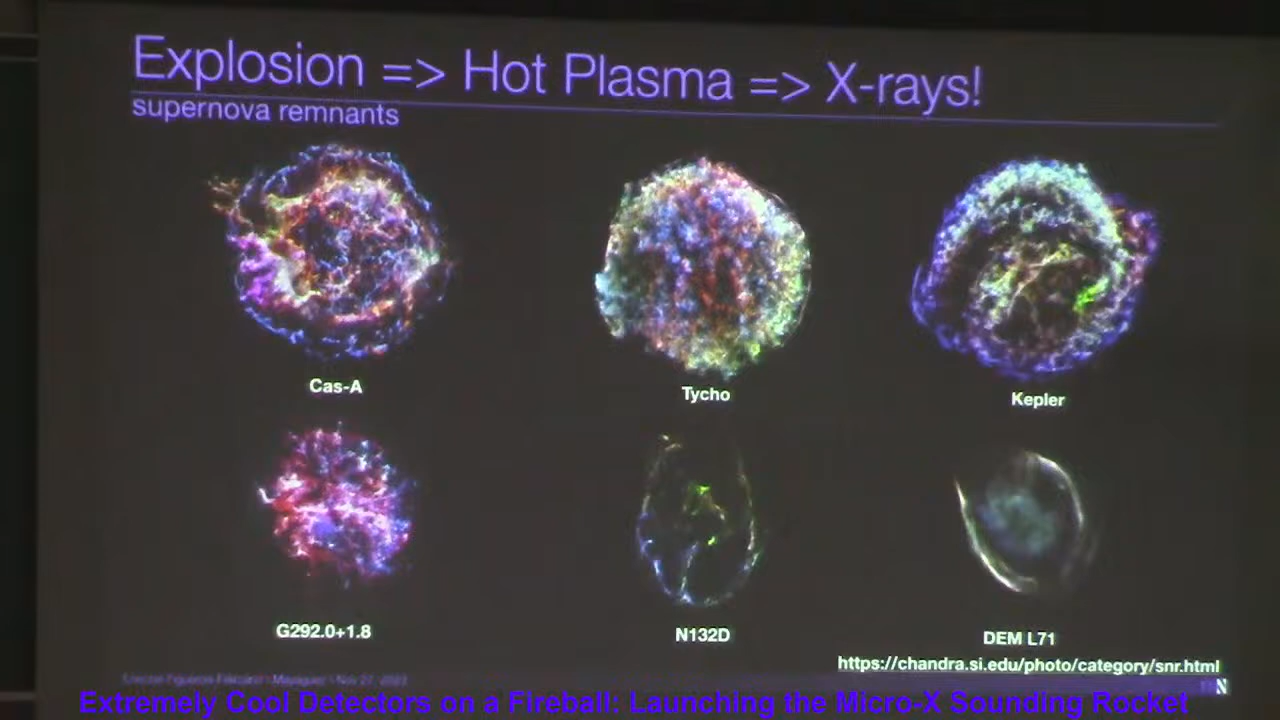 Explosion => Hot Plasma => X-rays!
supernova remnants
Cas-A
Tycho
Kepler
G292.0+1.8
N132D
DEM L71
https://chandra.si.edu/photo/category/snr.html
N
Extremely Cool Detectors on a Fireball: Launching the Micro-X Sounding Rocket